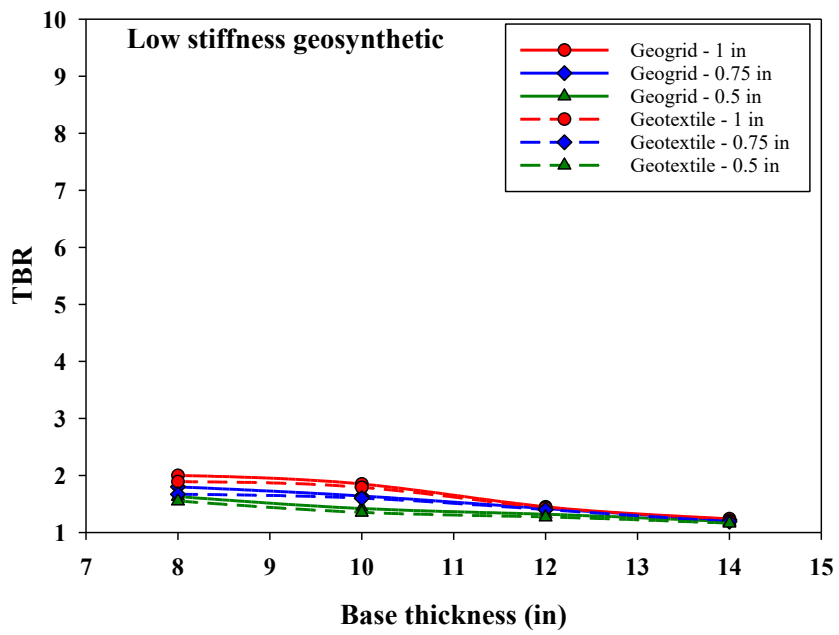 Low stiffness geosynthetic
Geogrid - 1 in
Geogrid - 0.75 in
Geogrid - 0.5 in
Geotextile - 1 in
Geotextile - 0.75 in
Geotextile - 0.5 in
TBR
10
9
8
7
6
5
4
3
2
1
7 8 9 10 11 12 13 14 15
Base thickness (in)